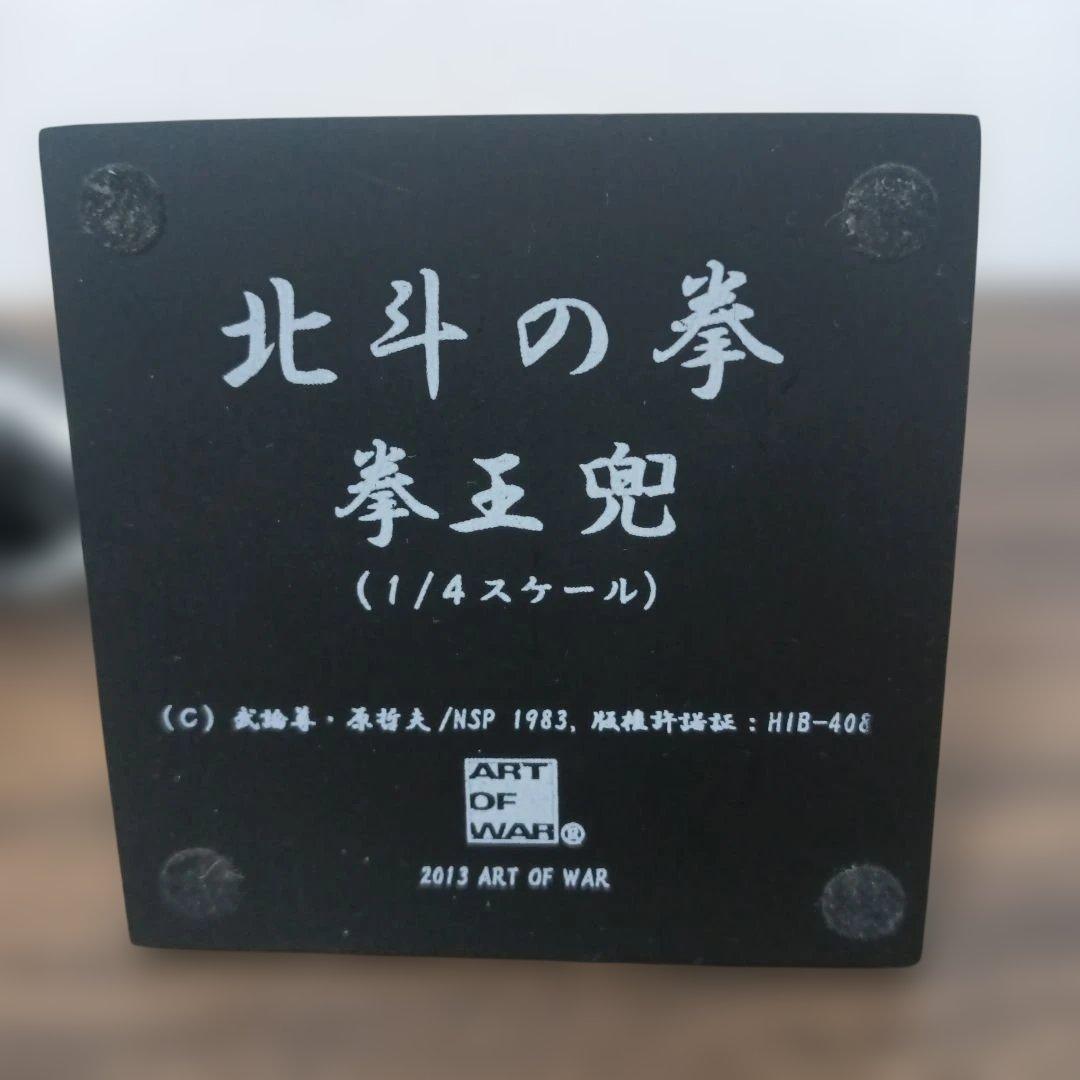 北斗の拳
拳王兜
(1/4スケール)
(C) 武論尊・原哲夫/NSP 1983, 版権許諾証:HIB-408
ART
OF
WAR®
2013 ART OF WAR